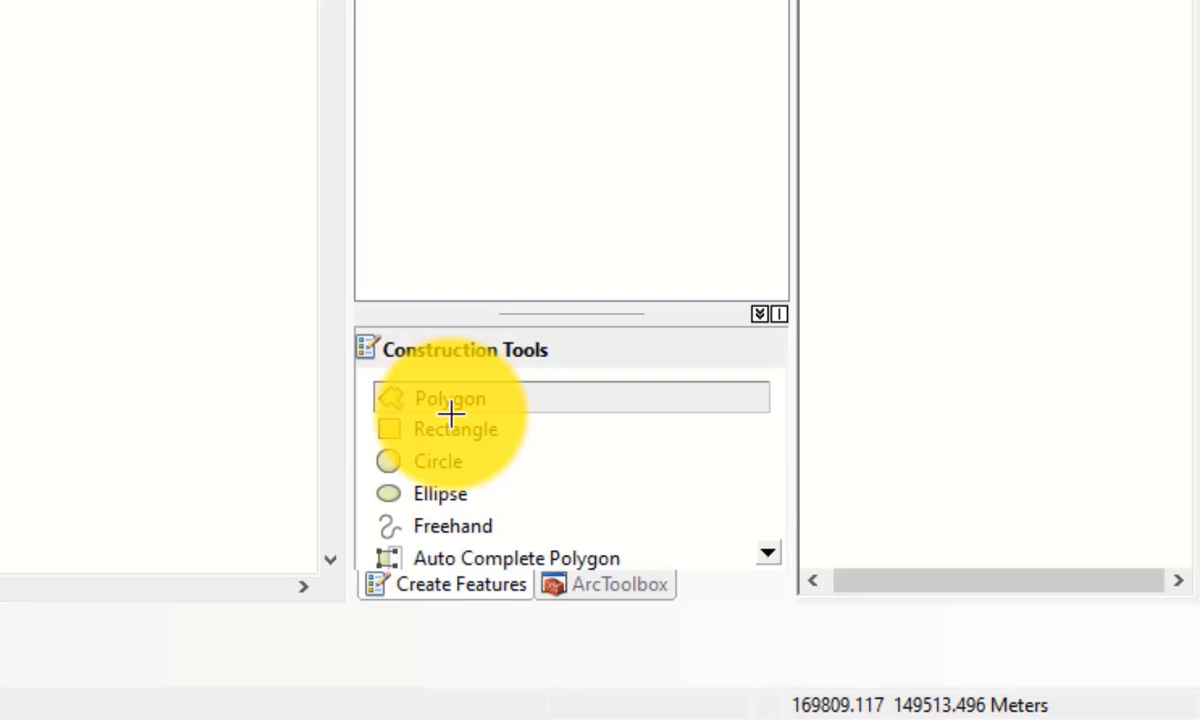 Construction Tools
Polygon
Rectangle
Circle
Ellipse
Freehand
Auto Complete Polygon
Create Features ArcToolbox
169809.117 149513.496 Meters